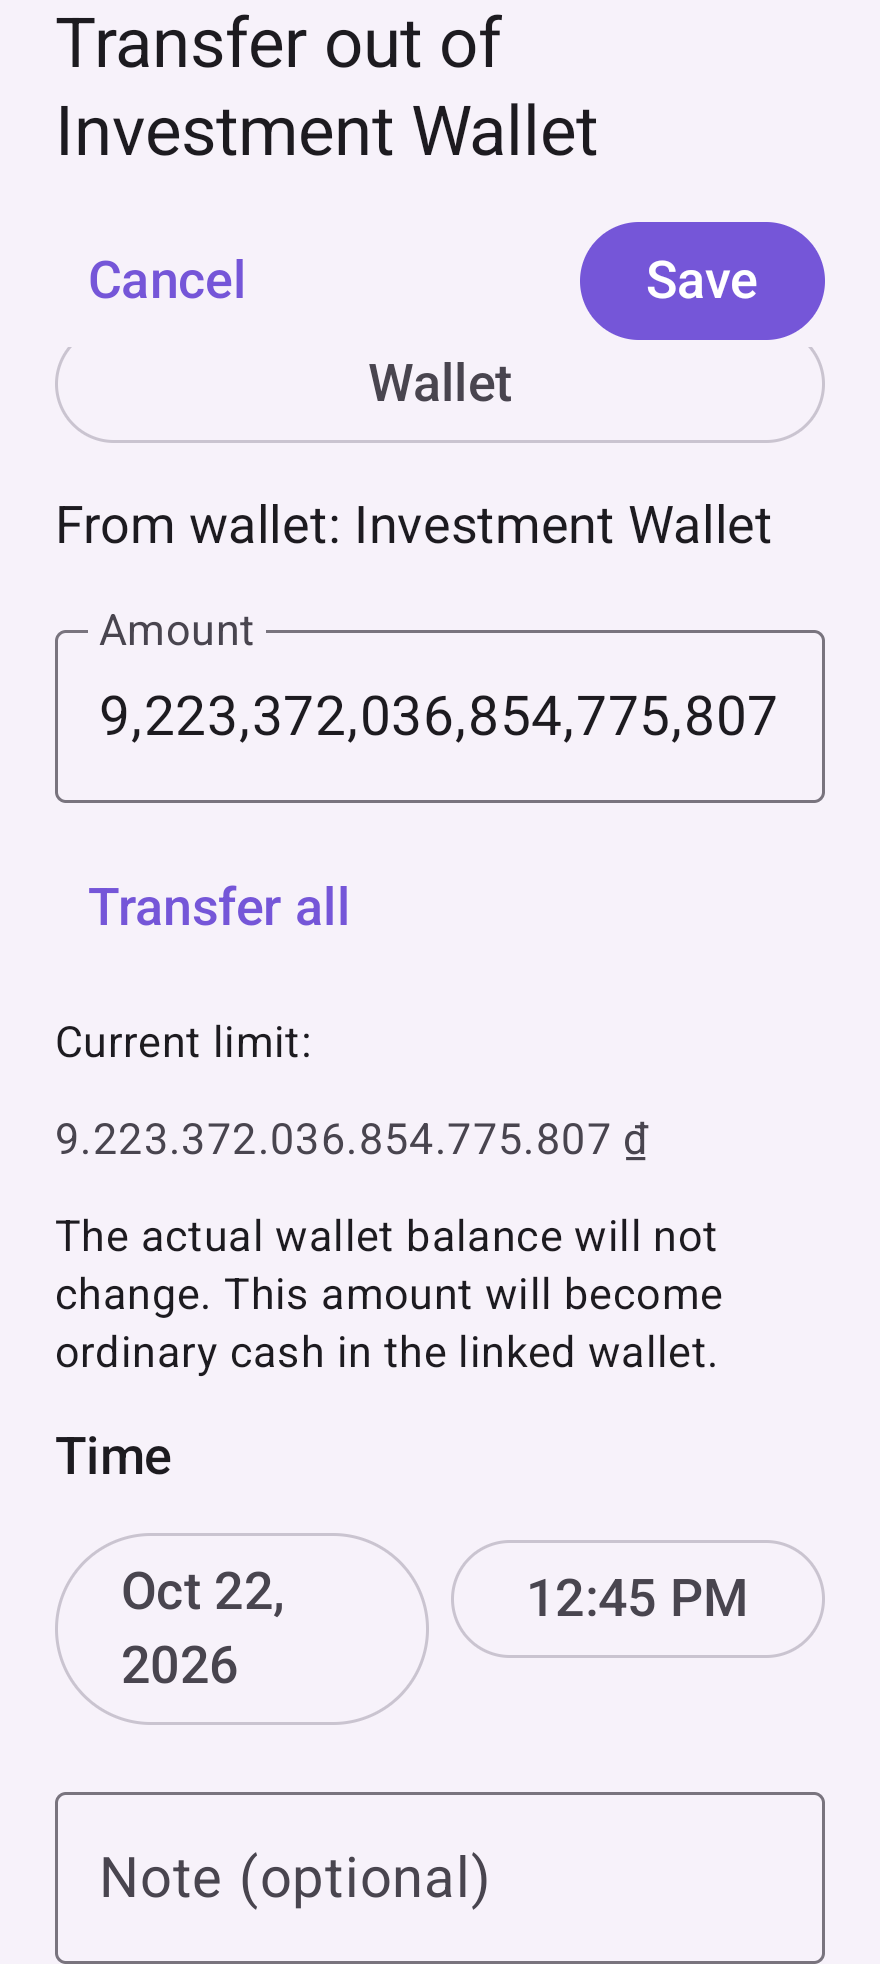 Transfer out of
Investment Wallet
Cancel
Save
Wallet
From wallet: Investment Wallet
Amount
9,223,372,036,854,775,807
Transfer all
Current limit:
9.223.372.036.854.775.807 ₫
The actual wallet balance will not
change. This amount will become
ordinary cash in the linked wallet.
Time
Oct 22,
2026
12:45 PM
Note (optional)